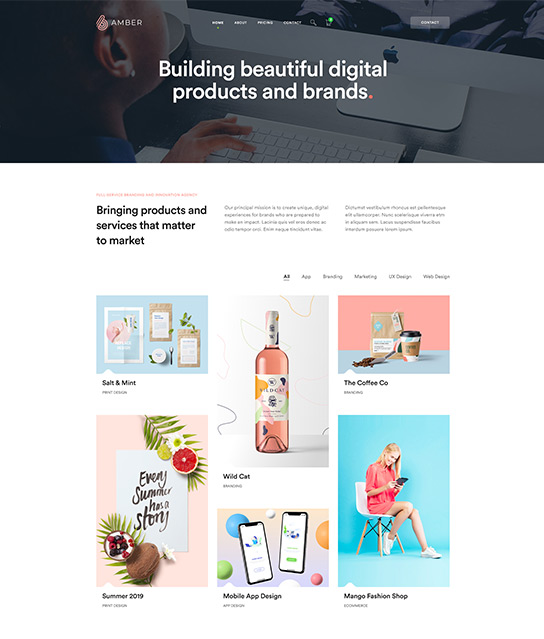 AMBER
HOME ABOUT PRICING CONTACT
CONTACT
Building beautiful digital
products and brands.
FULL-SERVICE BRANDING AND INNOVATION AGENCY
Bringing products and
services that matter
to market
Our principal mission is to create unique, digital
experiences for brands who are prepared to
make an impact. Lacinia quis vel eros donec ac
odio tempor orci. Enim neque tincidunt vitae.
Dictumst vestibulum rhoncus est pellentesque
elit ullamcorper. Nunc scelerisque viverra etm
in aliquam sem. Lacus suspendisse faucibus
interdum posuere lorem ipsum.
All App Branding Marketing UX Design Web Design
Salt & Mint
PRINT DESIGN
WILDCAT
Wild Cat
BRANDING
The Coffee Co
BRANDING
Every
Summer
has a
Story
Summer 2019
PRINT DESIGN
Mobile App Design
APP DESIGN
Mango Fashion Shop
ECOMMERCE